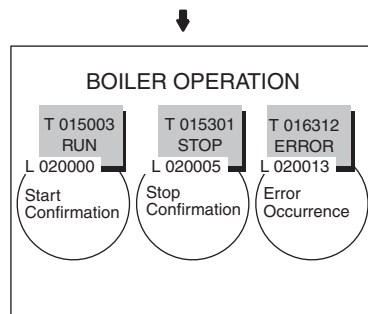 BOILER OPERATION
T 015003
RUN
L 020000
Start
Confirmation
T 015301
STOP
L 020005
Stop
Confirmation
T 016312
ERROR
L 020013
Error
Occurrence